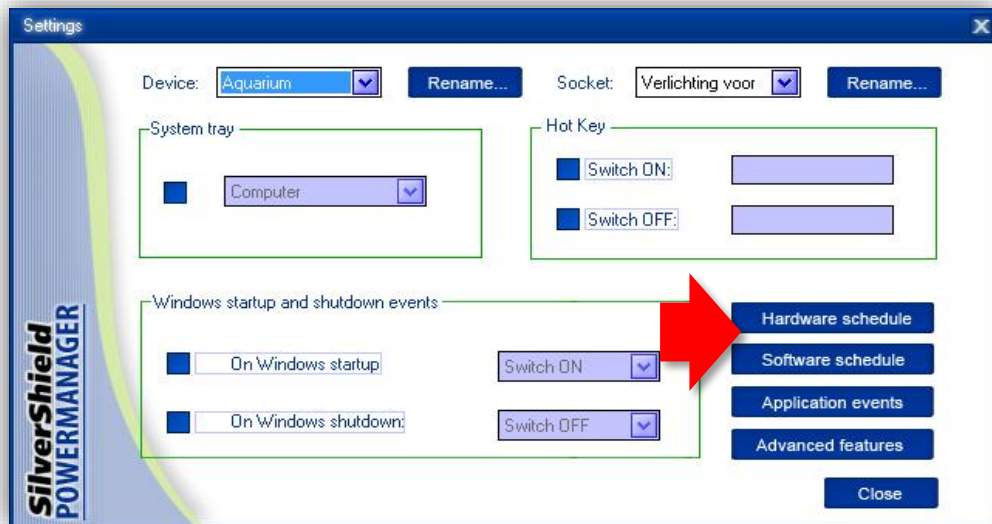 Settings
Device: Aquarium Rename... Socket: Verlichting voor Rename...
System tray
Computer
Hot Key
Switch ON:
Switch OFF:
Windows startup and shutdown events
On Windows startup Switch ON
On Windows shutdown: Switch OFF
Hardware schedule
Software schedule
Application events
Advanced features
Close
SilverShield
POWERMANAGER